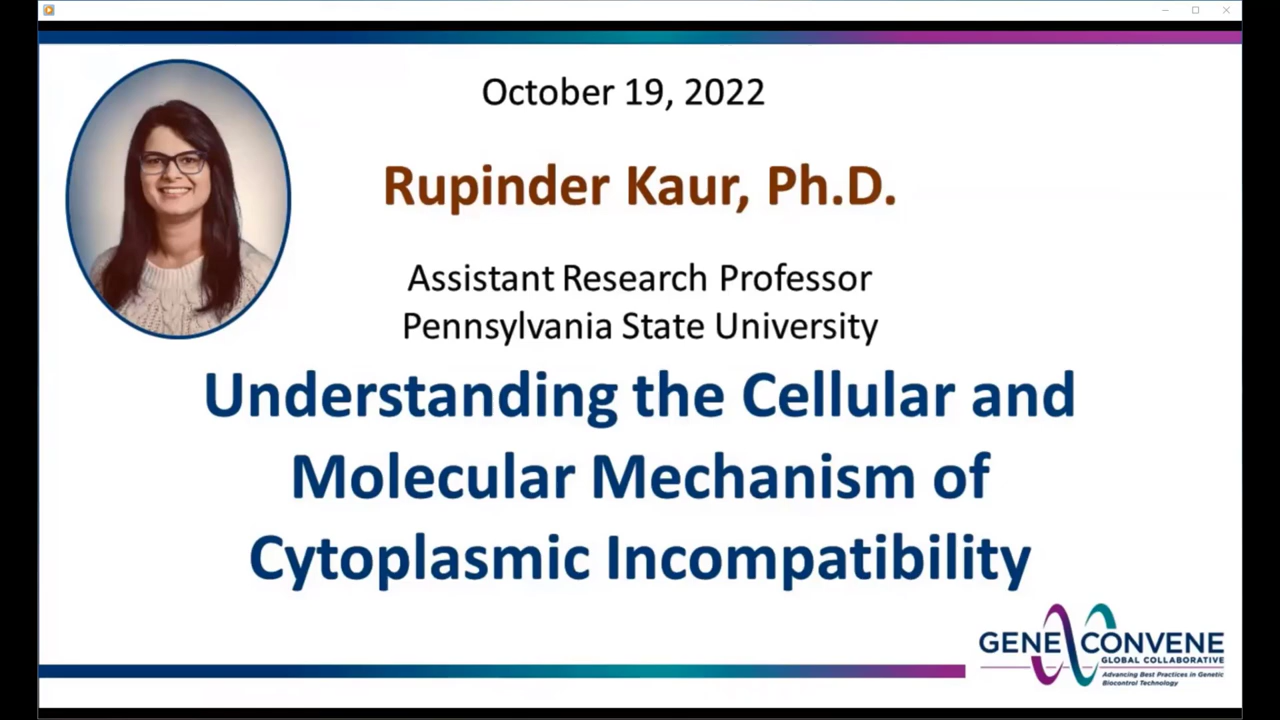 October 19, 2022
Rupinder Kaur, Ph.D.
Assistant Research Professor
Pennsylvania State University
Understanding the Cellular and
Molecular Mechanism of
Cytoplasmic Incompatibility
GENE CONVENE
GLOBAL COLLABORATIVE
Advancing Best Practices in Genetic
Biocontrol Technology